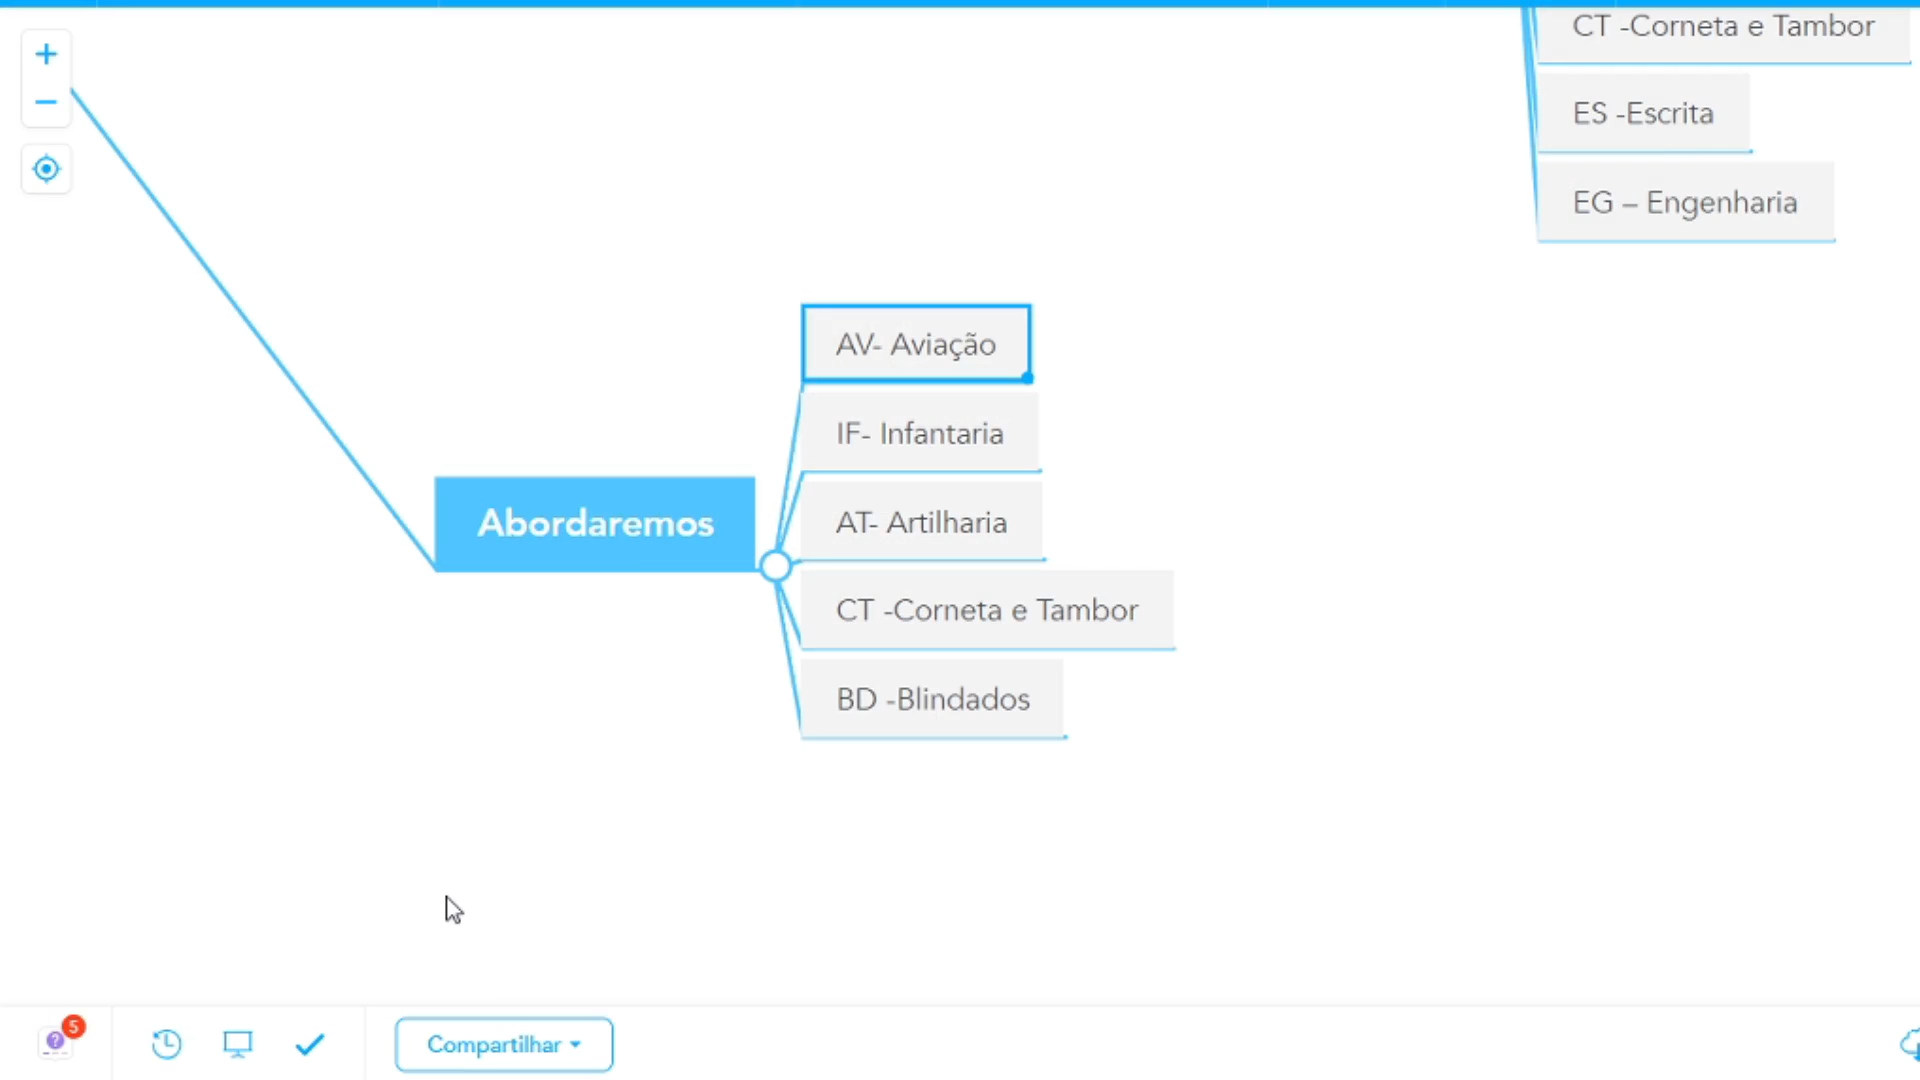 CT -Corneta e Tambor
ES -Escrita
EG – Engenharia
AV- Aviação
IF- Infantaria
Abordaremos
AT- Artilharia
CT -Corneta e Tambor
BD -Blindados
5
?
Compartilhar